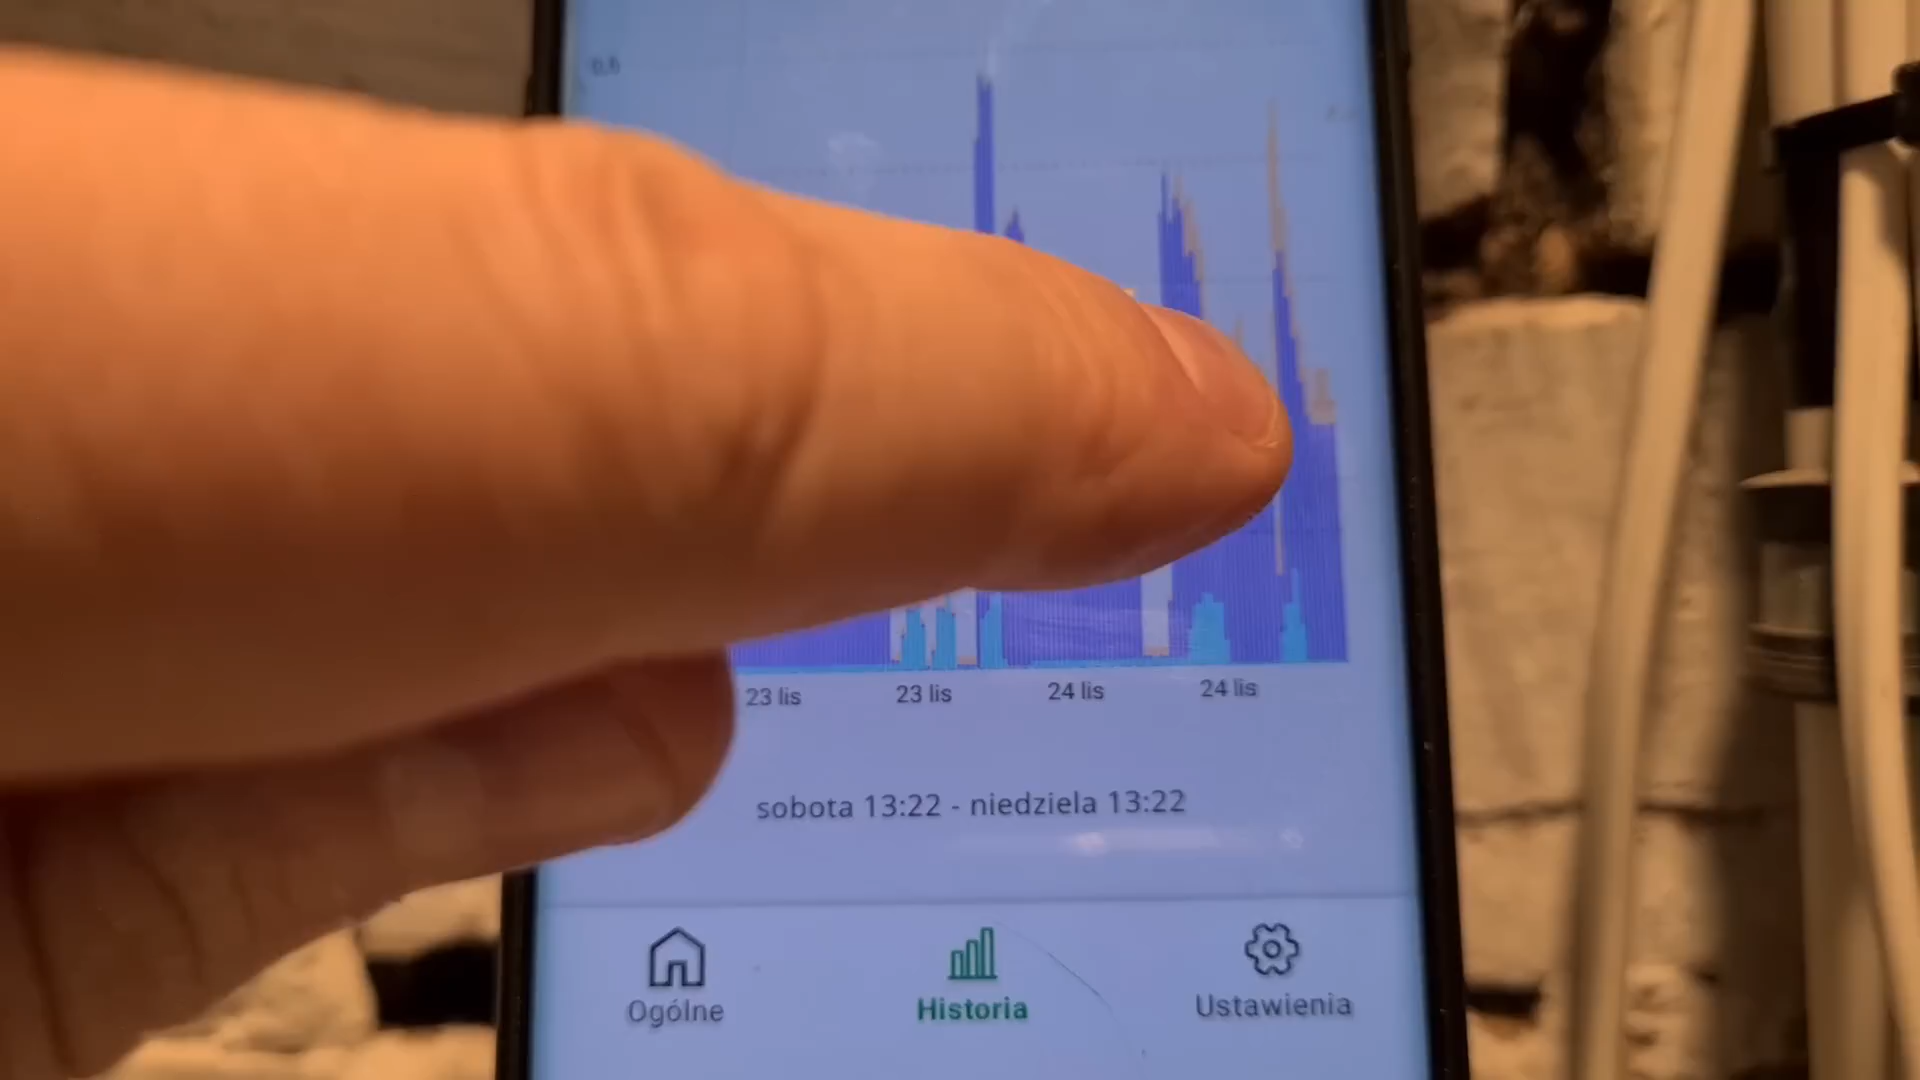 23 lis 23 lis 24 lis 24 lis
sobota 13:22 - niedziela 13:22
Ogólne Historia Ustawienia